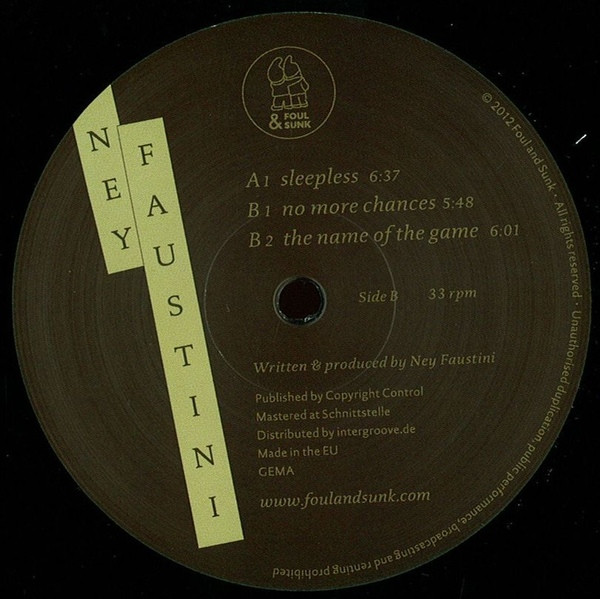 NEY
FAUSTINI
FOUL
& SUNK
A1 sleepless 6:37
B1 no more chances 5:48
B2 the name of the game 6:01
Side B 33 rpm
Written & produced by Ney Faustini
Published by Copyright Control
Mastered at Schnittstelle
Distributed by intergroove.de
Made in the EU
GEMA
www.foulandsunk.com
© 2012 Foul and Sunk · All rights reserved · Unauthorised duplication, public performance, broadcasting and renting prohibited